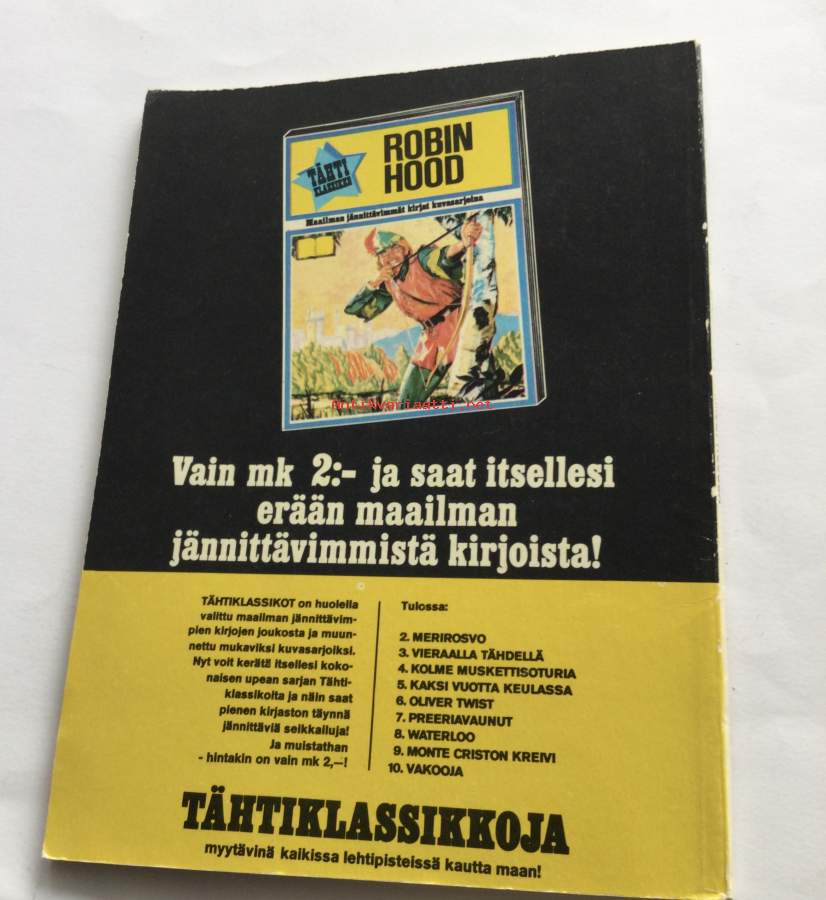 TÄHTI
KLASSIKKO
ROBIN
HOOD
Maailman jännittävimmät kirjat kuvasarjoina
AntiNvariaatti.net
Vain mk 2:- ja saat itsellesi
erään maailman
jännittävimmistä kirjoista!
TÄHTIKLASSIKOT on huolella
valittu maailman jännittävim-
pien kirjojen joukosta ja muun-
nettu mukaviksi kuvasarjoiksi.
Nyt voit kerätä itsellesi koko-
naisen upean sarjan Tähti-
klassikoita ja näin saat
pienen kirjaston täynnä
jännittäviä seikkailuja!
Ja muistathan
- hintakin on vain mk 2,—!
Tulossa:
2. MERIROSVO
3. VIERAALLA TÄHDELLÄ
4. KOLME MUSKETTISOTURIA
5. KAKSI VUOTTA KEULASSA
6. OLIVER TWIST
7. PREERIAVAUNUT
8. WATERLOO
9. MONTE CRISTON KREIVI
10. VAKOOJA
TÄHTIKLASSIKKOJA
myytävinä kaikissa lehtipisteissä kautta maan!